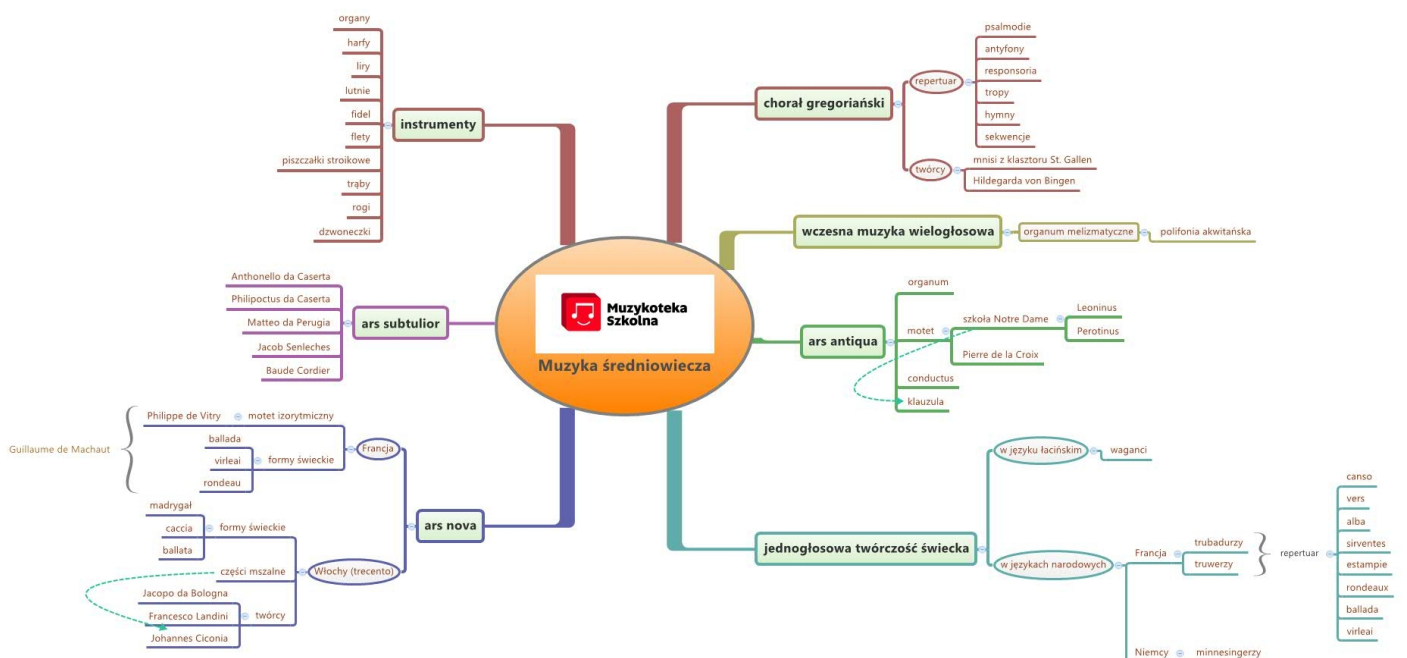 organy
harfy
liry
lutnie
fidel
flety
piszczałki stroikowe
trąby
rogi
dzwoneczki
instrumenty
chorał gregoriański
repertuar
psalmodie
antyfony
responsoria
tropy
hymny
sekwencje
twórcy
mnisi z klasztoru St. Gallen
Hildegarda von Bingen
wczesna muzyka wielogłosowa
organum melizmatyczne
polifonia akwitańska
Anthonello da Caserta
Philipoctus da Caserta
Matteo da Perugia
Jacob Senleches
Baude Cordier
ars subtulior
Muzykoteka
Szkolna
Muzyka średniowiecza
ars antiqua
organum
motet
szkoła Notre Dame
Leoninus
Perotinus
Pierre de la Croix
conductus
klauzula
Guillaume de Machaut
Philippe de Vitry
motet izorytmiczny
ballada
virleai
rondeau
formy świeckie
Francja
madrygał
caccia
ballata
formy świeckie
części mszalne
Jacopo da Bologna
Francesco Landini
Johannes Ciconia
twórcy
Włochy (trecento)
ars nova
jednogłosowa twórczość świecka
w języku łacińskim
waganci
w językach narodowych
Francja
trubadurzy
truwerzy
repertuar
canso
vers
alba
sirventes
estampie
rondeaux
ballada
virleai
Niemcy
minnesingerzy